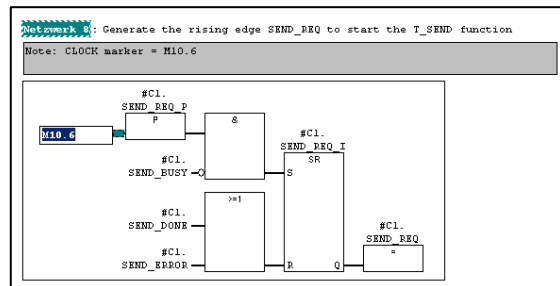 Netzwerk 8: Generate the rising edge SEND_REQ to start the T_SEND function
Note: CLOCK marker = M10.6
#C1.
SEND_REQ_P
P
M10.6
&
#C1.
SEND_BUSY
#C1.
SEND_REQ_I
SR
S
>=1
#C1.
SEND_DONE
#C1.
SEND_ERROR
R
Q
#C1.
SEND_REQ
=